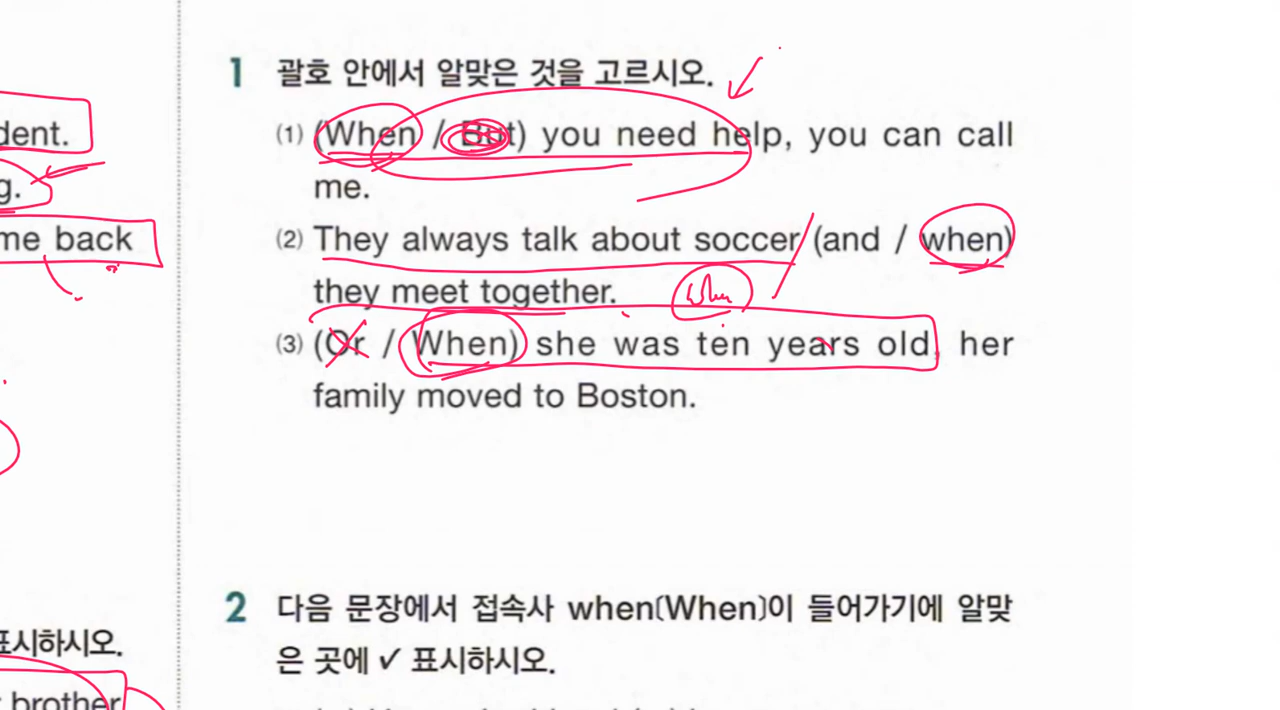 dent.
g.
me back
표시하시오.
brother
1 괄호 안에서 알맞은 것을 고르시오.
(1) (When / But) you need help, you can call
me.
(2) They always talk about soccer (and / when)
they meet together.
(3) (Or / When) she was ten years old, her
family moved to Boston.
2 다음 문장에서 접속사 when(When)이 들어가기에 알맞
은 곳에 ✓ 표시하시오.